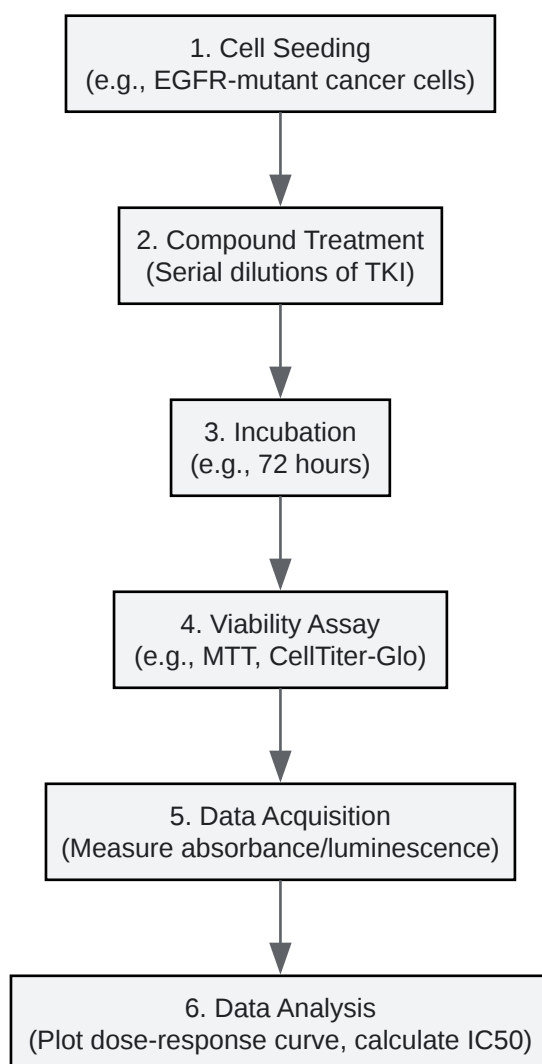 1. Cell Seeding
(e.g., EGFR-mutant cancer cells)
2. Compound Treatment
(Serial dilutions of TKI)
3. Incubation
(e.g., 72 hours)
4. Viability Assay
(e.g., MTT, CellTiter-Glo)
5. Data Acquisition
(Measure absorbance/luminescence)
6. Data Analysis
(Plot dose-response curve, calculate IC50)